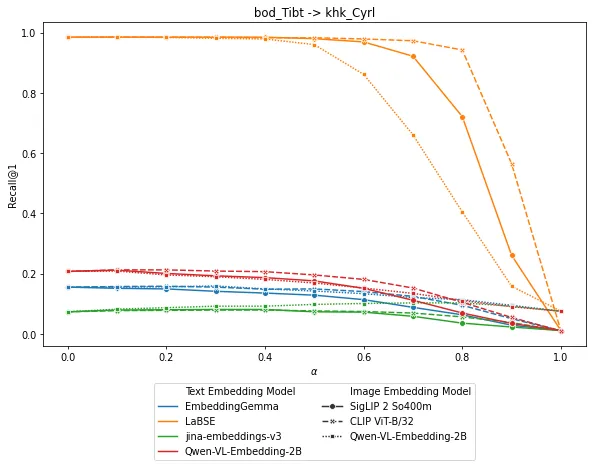 bod_Tibt -> khk_Cyrl
Recall@1
1.0
0.8
0.6
0.4
0.2
0.0
0.0 0.2 0.4 0.6 0.8 1.0
α
Text Embedding Model
EmbeddingGemma
LaBSE
jina-embeddings-v3
Qwen-VL-Embedding-2B
Image Embedding Model
SigLIP 2 So400m
CLIP ViT-B/32
Qwen-VL-Embedding-2B